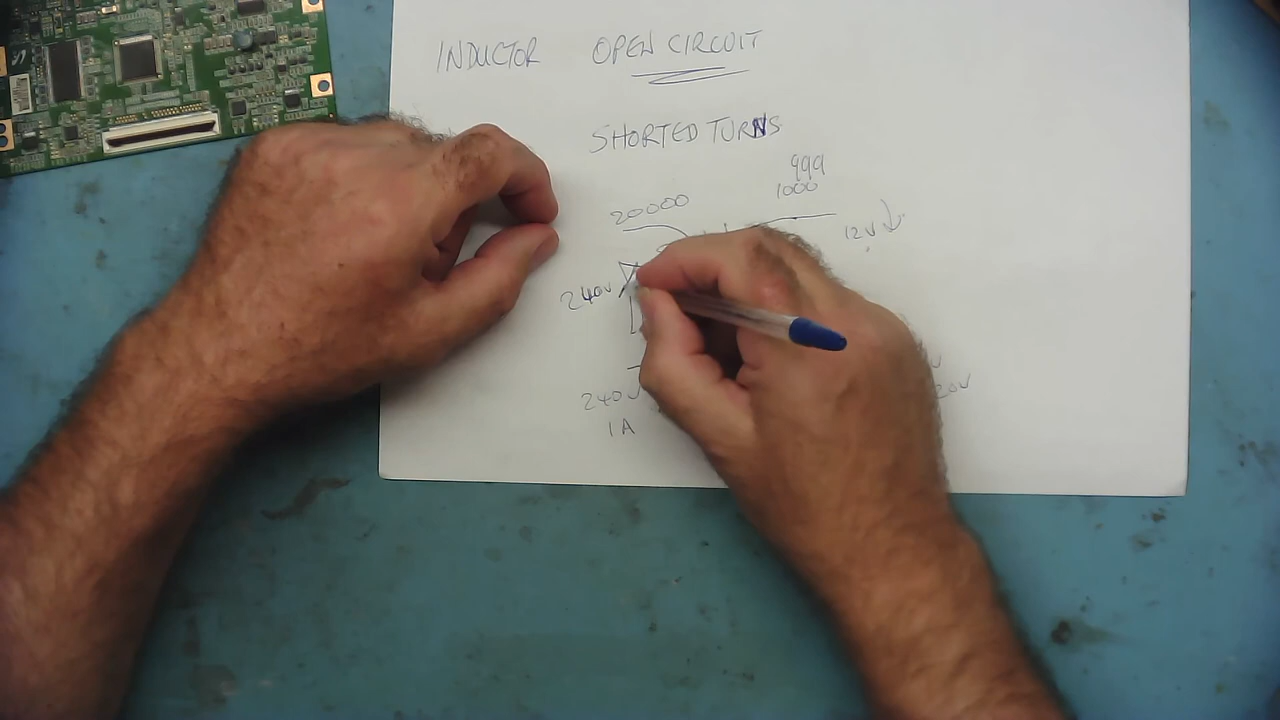 INDUCTOR OPEN CIRCUIT
SHORTED TURNS
999
20000 1000
12V
240V
240V
1A